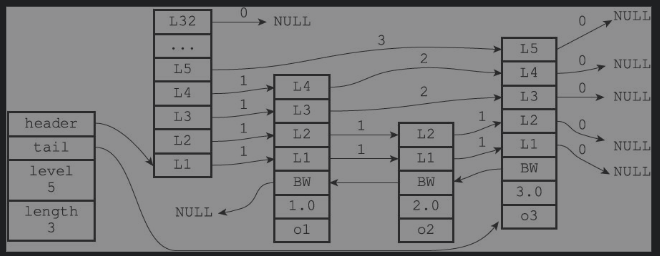 header
tail
level
5
length
3
L32
...
L5
L4
L3
L2
L1
0
NULL
3
1
1
1
1
NULL
L4
L3
L2
L1
BW
1.0
o1
2
2
1
1
L2
L1
BW
2.0
o2
1
1
L5
L4
L3
L2
L1
BW
3.0
o3
0
NULL
0
NULL
0
NULL
0
NULL
0
NULL